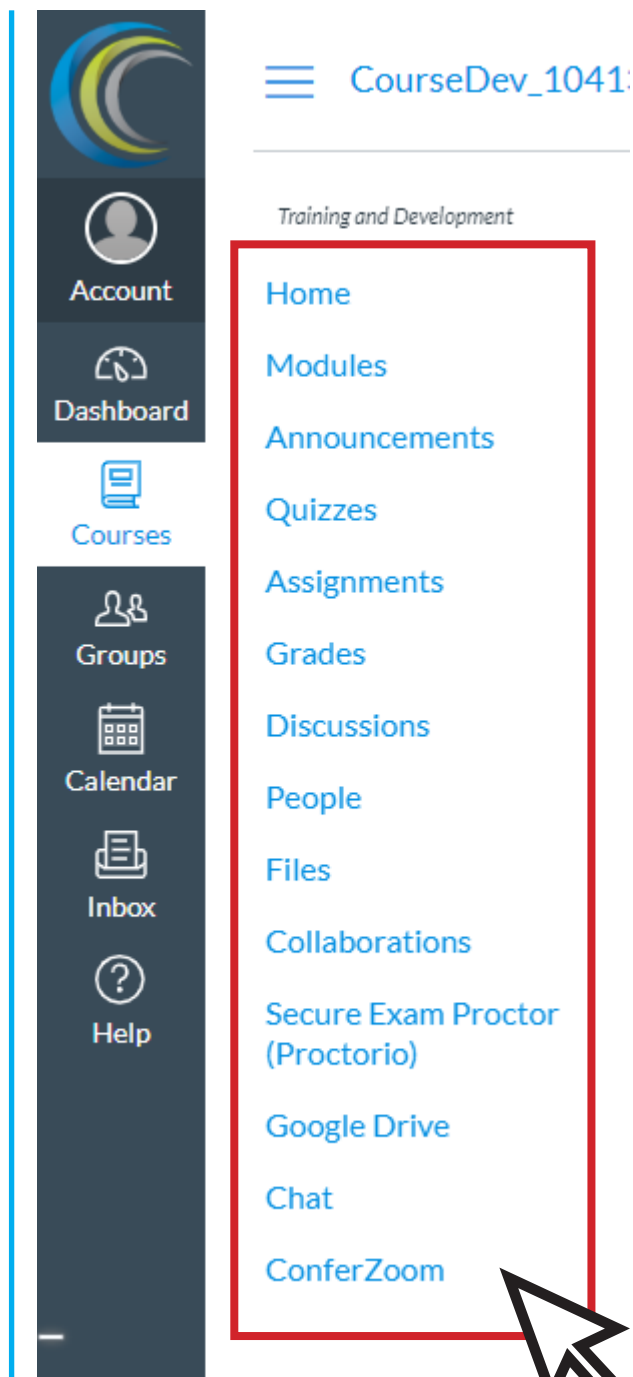 CourseDev_1041
Training and Development
Account
Dashboard
Courses
Groups
Calendar
Inbox
Help
Home
Modules
Announcements
Quizzes
Assignments
Grades
Discussions
People
Files
Collaborations
Secure Exam Proctor
(Proctorio)
Google Drive
Chat
ConferZoom